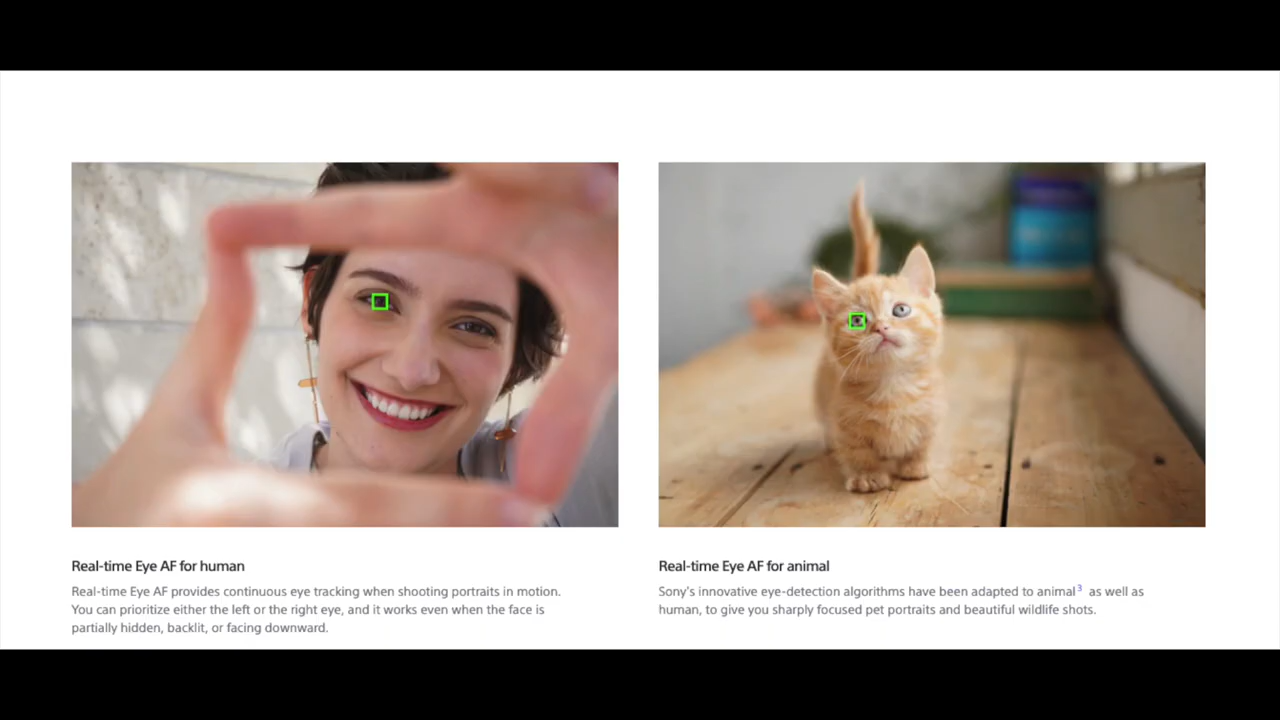 Real-time Eye AF for human
Real-time Eye AF provides continuous eye tracking when shooting portraits in motion.
You can prioritize either the left or the right eye, and it works even when the face is
partially hidden, backlit, or facing downward.
Real-time Eye AF for animal
Sony's innovative eye-detection algorithms have been adapted to animal3 as well as
human, to give you sharply focused pet portraits and beautiful wildlife shots.